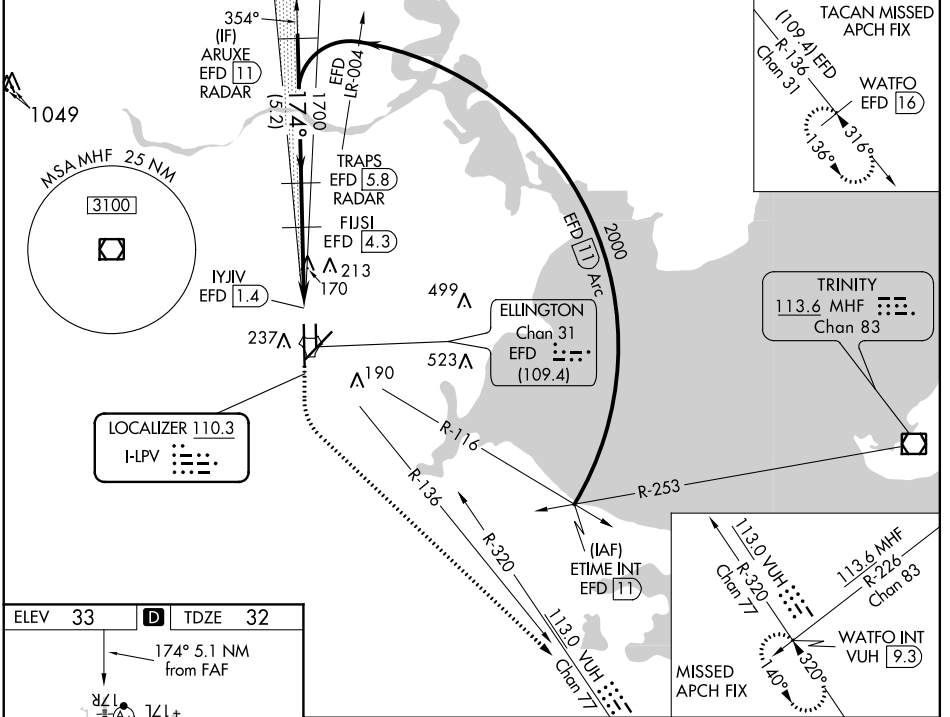 354°
(IF)
ARUXE
EFD 11
RADAR
1049
174°
(5.2)
1700
EFD
LR-004
MSA MHF 25 NM
3100
TRAPS
EFD 5.8
RADAR
FIJSI
EFD 4.3
213
170
IYJIV
EFD 1.4
237
499
523
190
2000
EFD 11 Arc
ELLINGTON
Chan 31
EFD
(109.4)
TRINITY
113.6 MHF
Chan 83
LOCALIZER 110.3
I-LPV
R-116
R-136
R-253
R-320
113.0 VUH
Chan 77
(IAF)
ETIME INT
EFD 11
TACAN MISSED
APCH FIX
(109.4) EFD
R-136
Chan 31
WATFO
EFD 16
136°
316°
113.0 VUH
R-320
Chan 77
113.6 MHF
R-226
Chan 83
WATFO INT
VUH 9.3
140°
320°
MISSED
APCH FIX
ELEV 33 D TDZE 32
174° 5.1 NM
from FAF
17R
17L
A